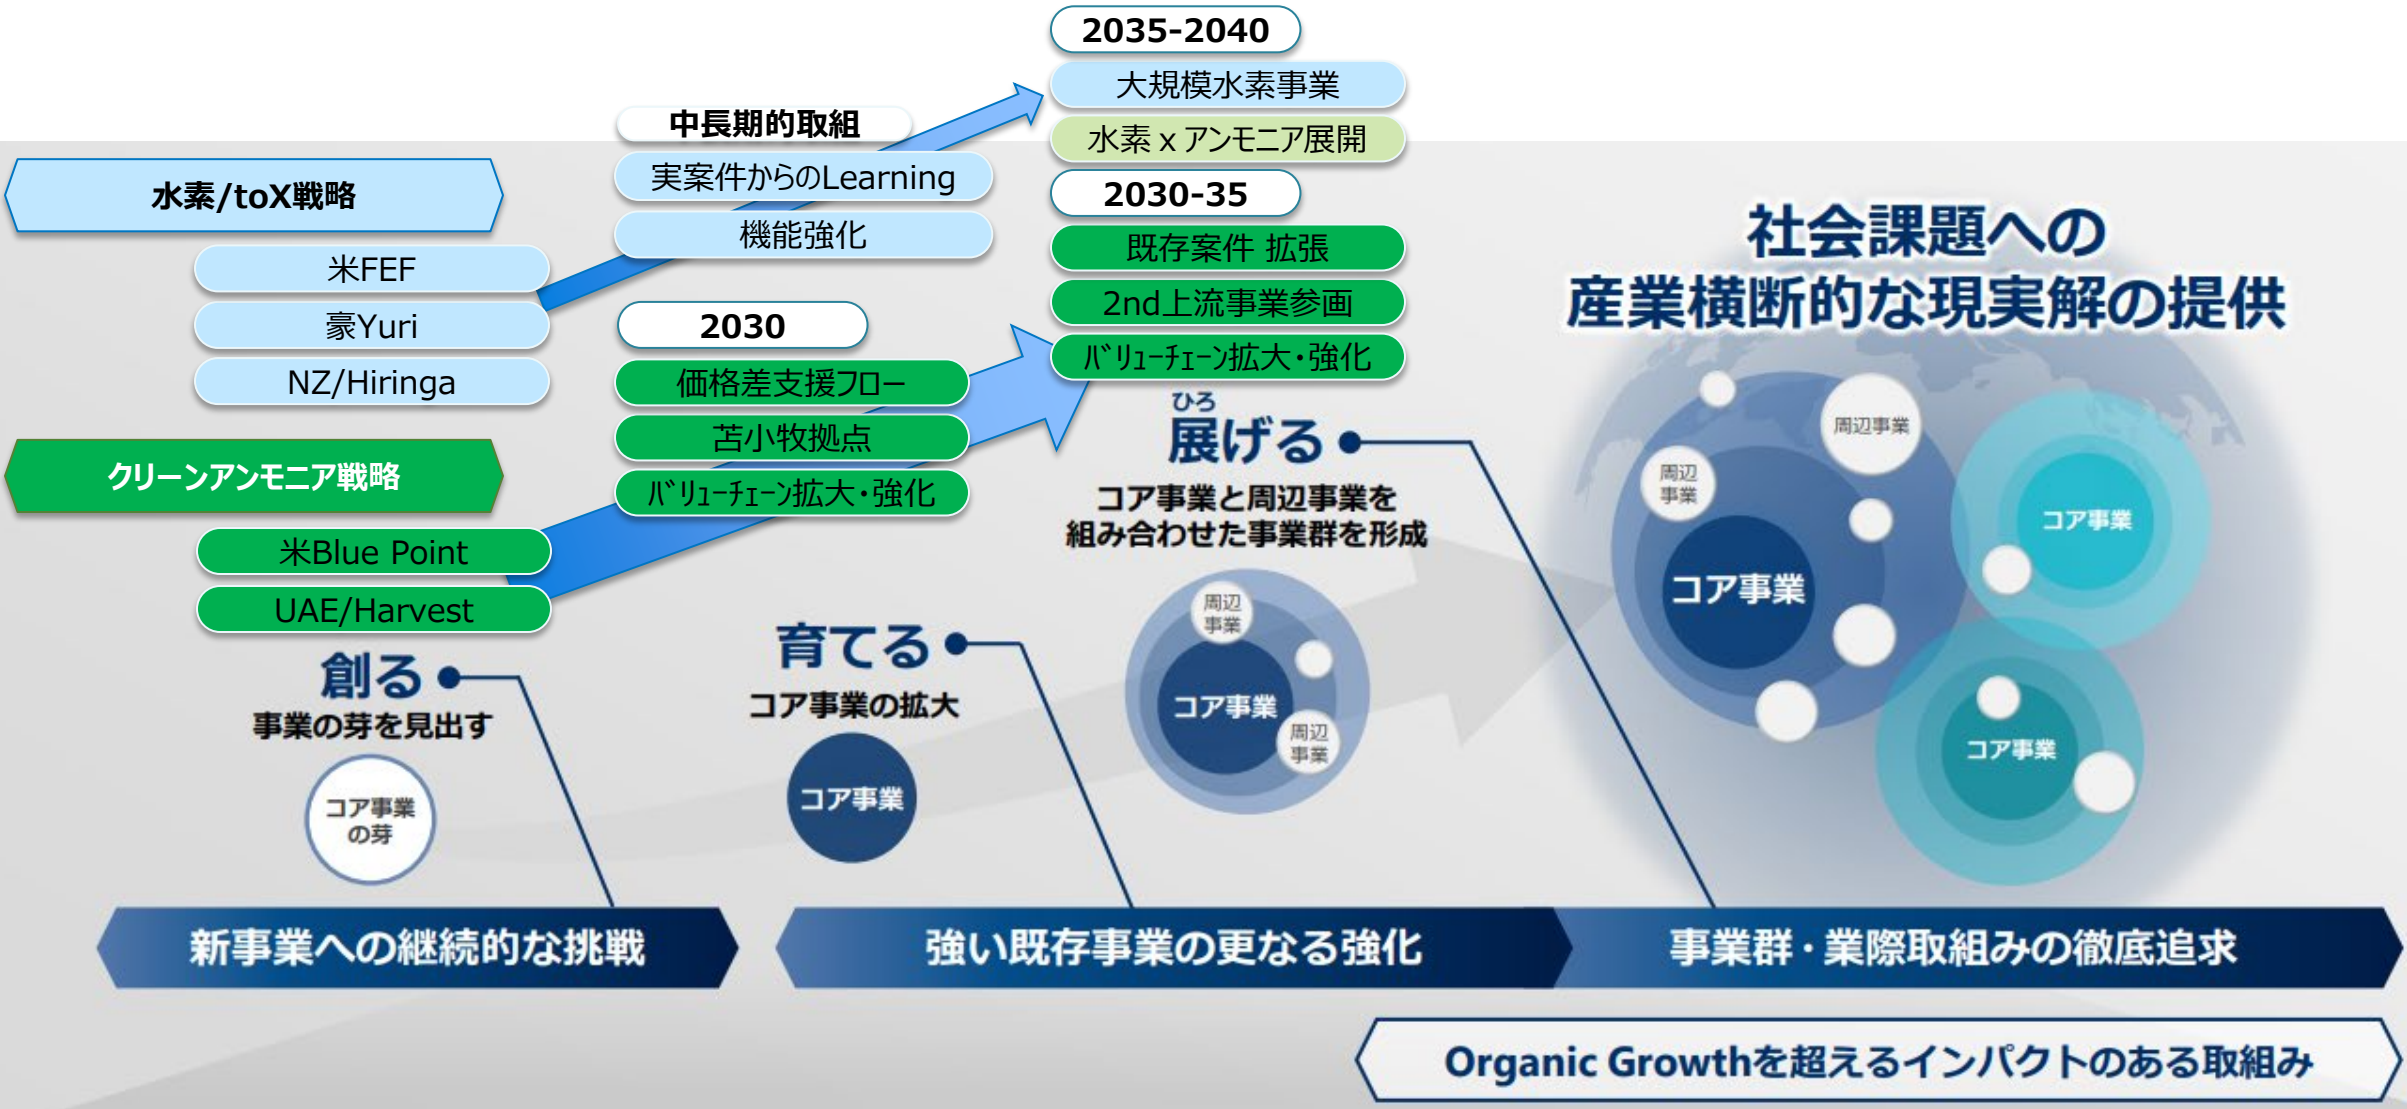 水素/toX戦略
米FEF
豪Yuri
NZ/Hiringa
クリーンアンモニア戦略
米Blue Point
UAE/Harvest
中長期的取組
実案件からのLearning
機能強化
2030
価格差支援フロー
苫小牧拠点
バリューチェーン拡大・強化
2035-2040
大規模水素事業
水素 x アンモニア展開
2030-35
既存案件 拡張
2nd上流事業参画
バリューチェーン拡大・強化
社会課題への
産業横断的な現実解の提供
創る
事業の芽を見出す
コア事業
の芽
育てる
コア事業の拡大
コア事業
ひろ
展げる
コア事業と周辺事業を
組み合わせた事業群を形成
周辺
事業
コア事業
周辺
事業
周辺事業
周辺
事業
コア事業
コア事業
コア事業
新事業への継続的な挑戦
強い既存事業の更なる強化
事業群・業際取組みの徹底追求
Organic Growthを超えるインパクトのある取組み